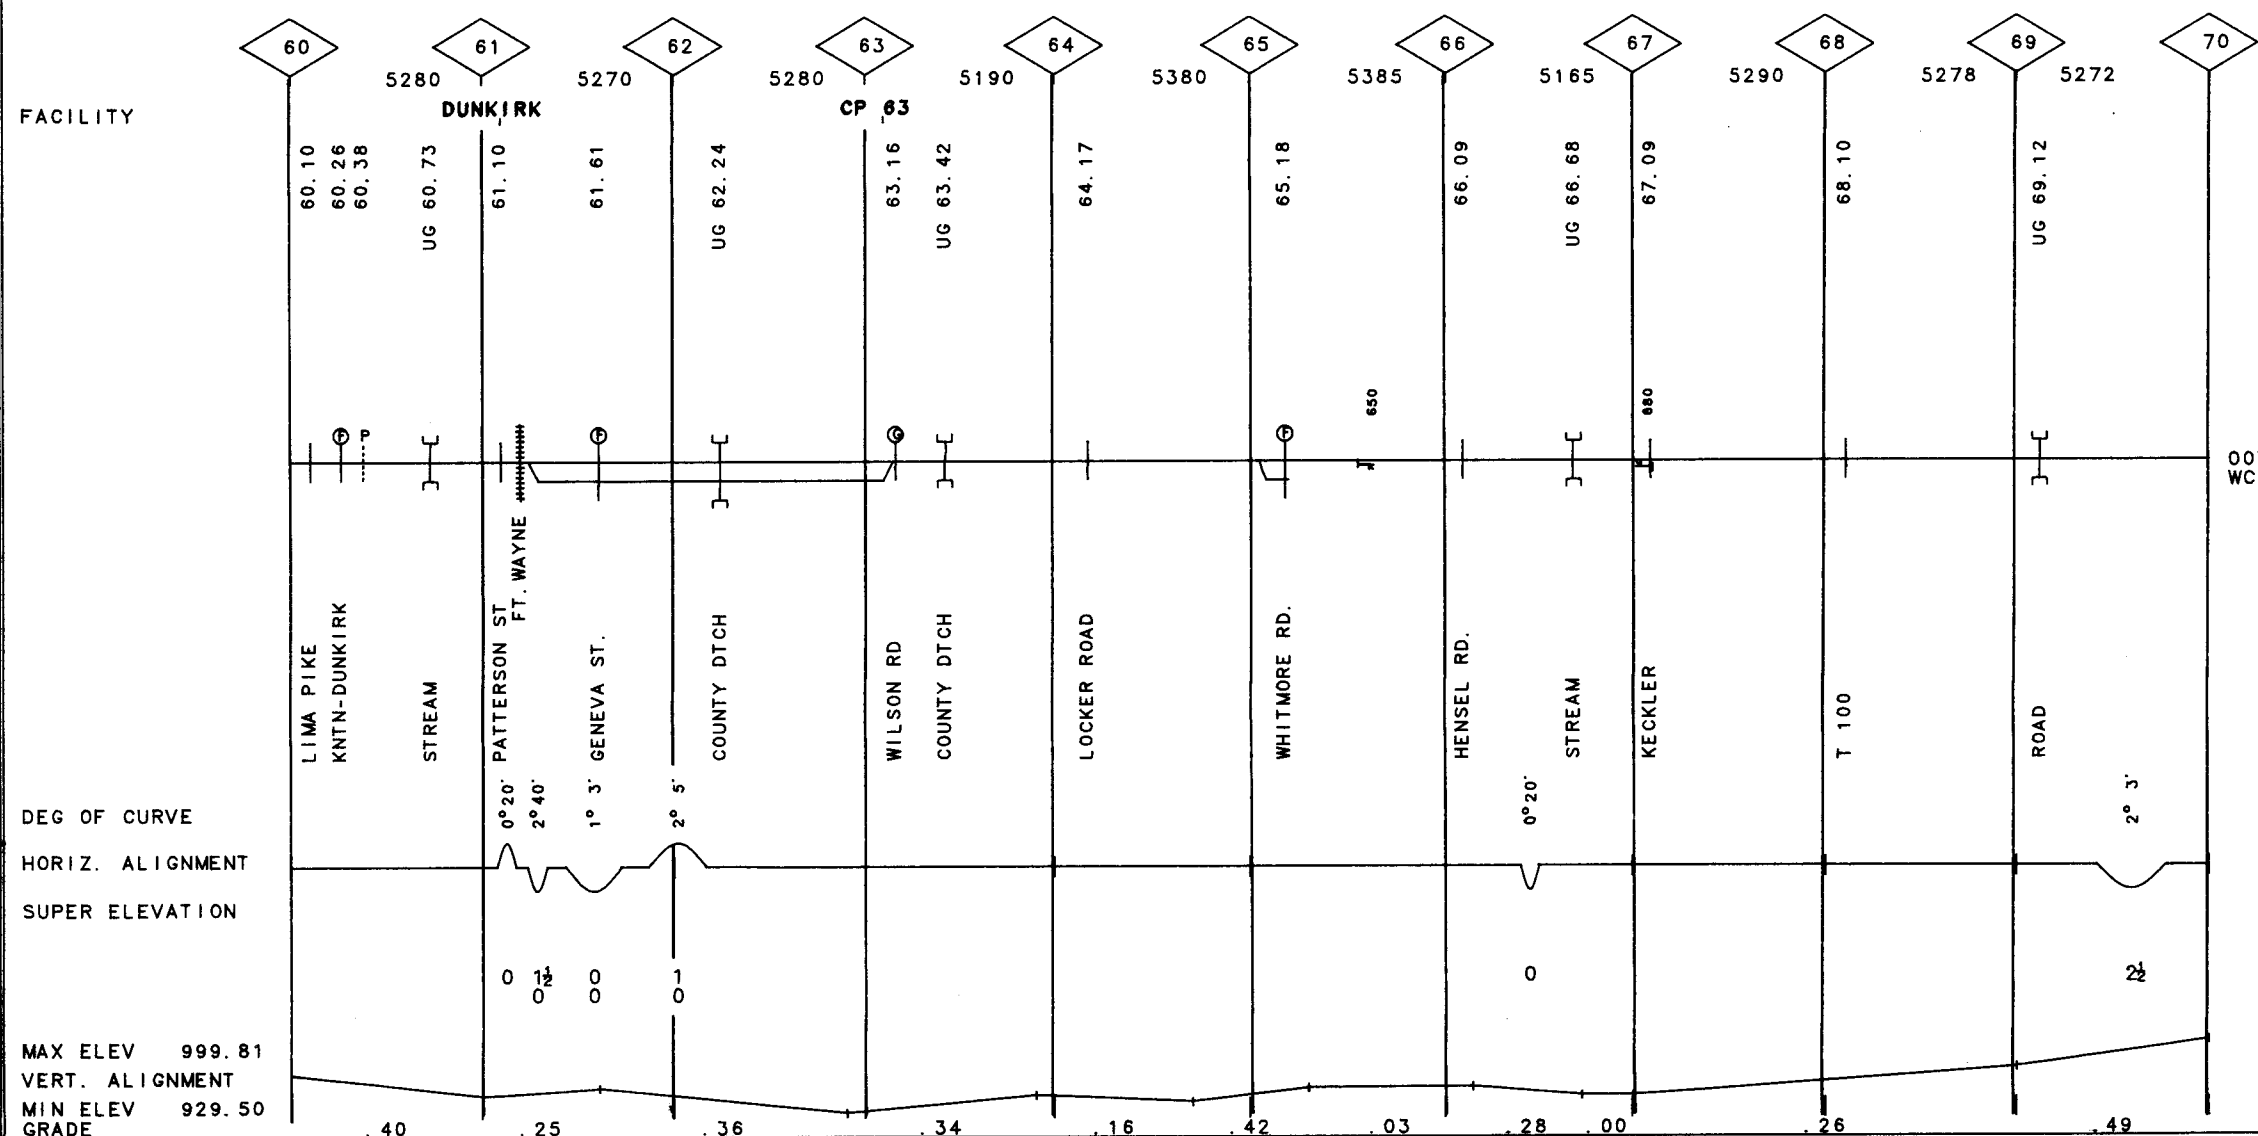 60 61 62 63 64 65 66 67 68 69 70
5280 5270 5280 5190 5380 5385 5165 5290 5278 5272
FACILITY
DUNKIRK
CP 63
60.10
60.26
60.38
UG 60.73
61.10
61.61
UG 62.24
63.16
UG 63.42
64.17
65.18
66.09
UG 66.68
67.09
68.10
UG 69.12
F
P
F
G
F
650
680
00
WC
LIMA PIKE
KNTN-DUNKIRK
STREAM
PATTERSON ST
FT. WAYNE
GENEVA ST.
COUNTY DTCH
WILSON RD
COUNTY DTCH
LOCKER ROAD
WHITMORE RD.
HENSEL RD.
STREAM
KECKLER
T 100
ROAD
DEG OF CURVE
0°20'
2°40'
1° 3'
2° 5'
0°20'
2° 3'
HORIZ. ALIGNMENT
SUPER ELEVATION
0 1½ 0 1 0 2½
0 0 0
MAX ELEV 999.81
VERT. ALIGNMENT
MIN ELEV 929.50
GRADE .40 .25 .36 .34 .16 .42 .03 .28 .00 .26 .49